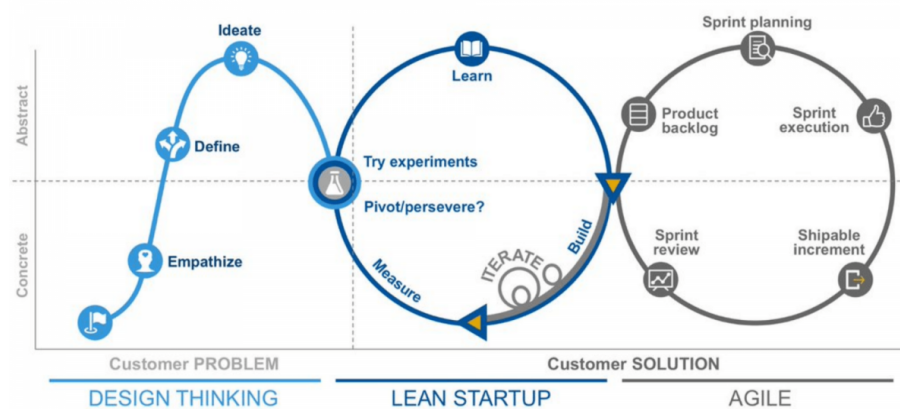 Ideate
Define
Empathize
Abstract
Concrete
Learn
Try experiments
Pivot/persevere?
Measure
ITERATE
Build
Sprint planning
Product
backlog
Sprint
execution
Sprint
review
Shipable
increment
Customer PROBLEM
Customer SOLUTION
DESIGN THINKING
LEAN STARTUP
AGILE